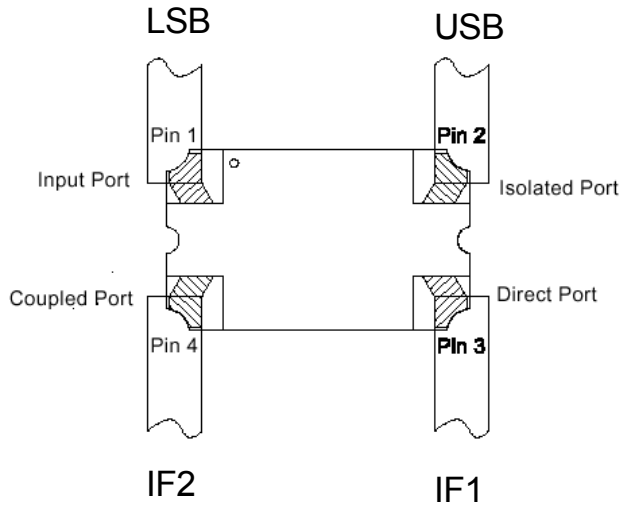 LSB
USB
Pin 1
Pin 2
Input Port
Isolated Port
Coupled Port
Direct Port
Pin 4
Pin 3
IF2
IF1